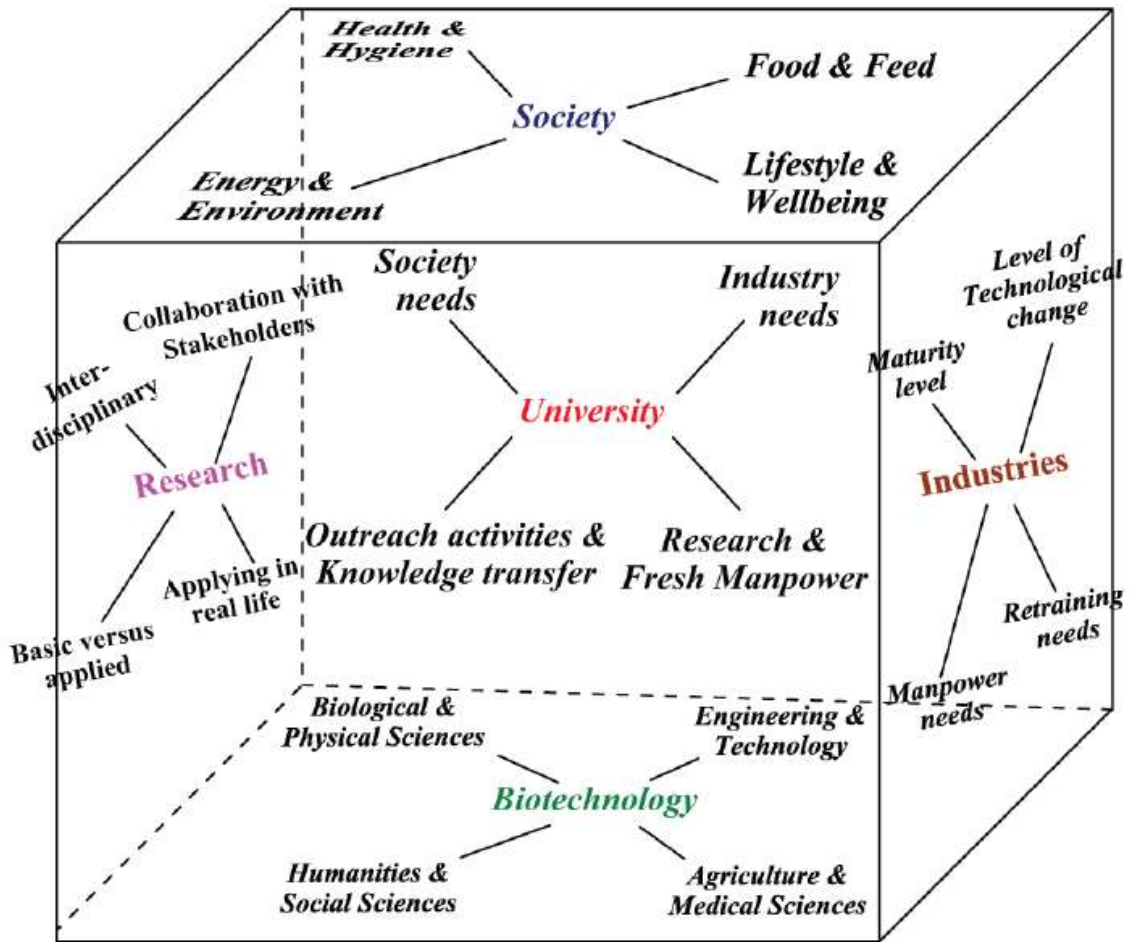 Health &
Hygiene
Food & Feed
Society
Energy &
Environment
Lifestyle &
Wellbeing
Society
needs
Industry
needs
University
Outreach activities &
Knowledge transfer
Research &
Fresh Manpower
Collaboration with
Stakeholders
Inter-
disciplinary
Research
Applying in
real life
Basic versus
applied
Level of
Technological
change
Maturity
level
Industries
Retraining
needs
Manpower
needs
Biological &
Physical Sciences
Engineering &
Technology
Biotechnology
Humanities &
Social Sciences
Agriculture &
Medical Sciences